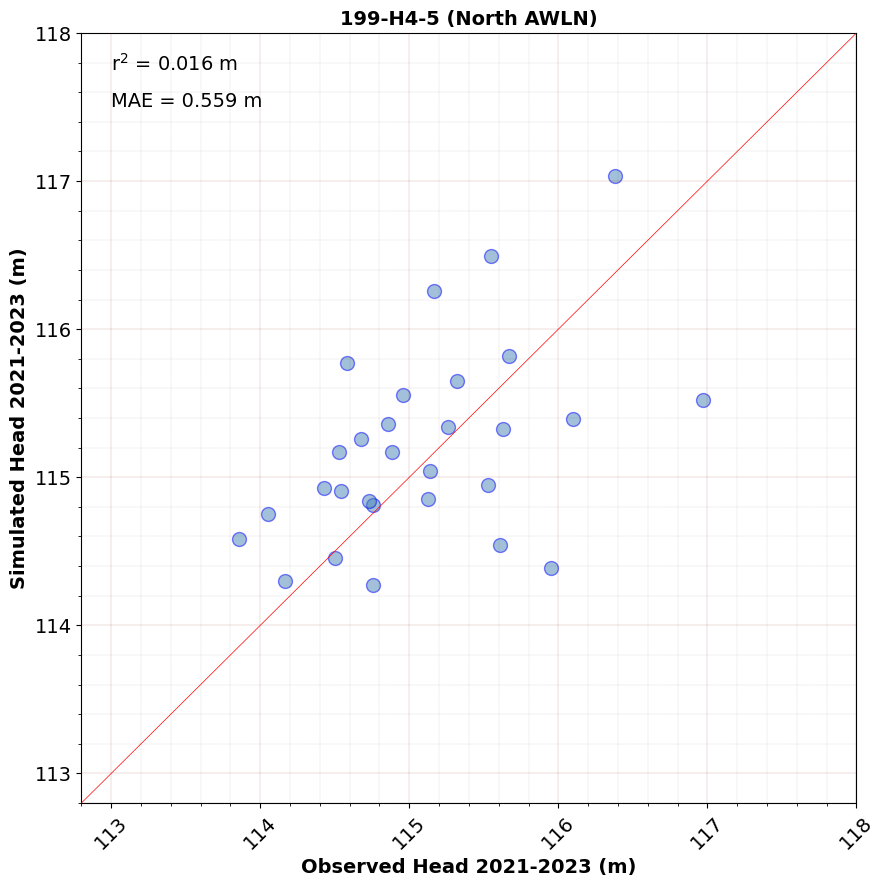 199-H4-5 (North AWLN)
r² = 0.016 m
MAE = 0.559 m
118
117
116
115
114
113
Simulated Head 2021-2023 (m)
113 114 115 116 117 118
Observed Head 2021-2023 (m)